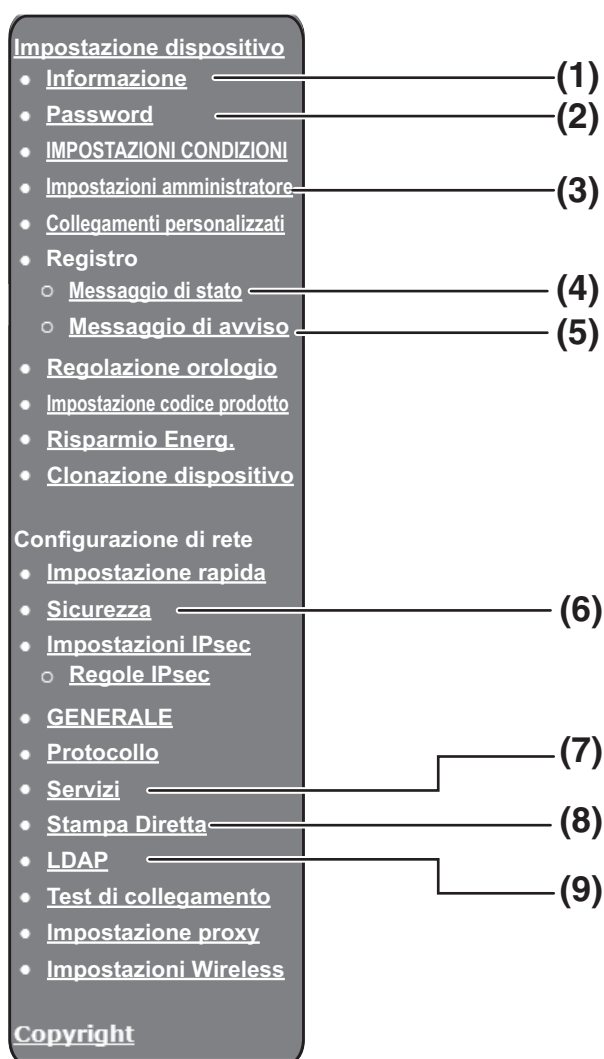 Impostazione dispositivo
Informazione (1)
Password (2)
IMPOSTAZIONI CONDIZIONI
Impostazioni amministratore (3)
Collegamenti personalizzati
Registro
Messaggio di stato (4)
Messaggio di avviso (5)
Regolazione orologio
Impostazione codice prodotto
Risparmio Energ.
Clonazione dispositivo
Configurazione di rete
Impostazione rapida
Sicurezza (6)
Impostazioni IPsec
Regole IPsec
GENERALE
Protocollo
Servizi (7)
Stampa Diretta (8)
LDAP (9)
Test di collegamento
Impostazione proxy
Impostazioni Wireless
Copyright